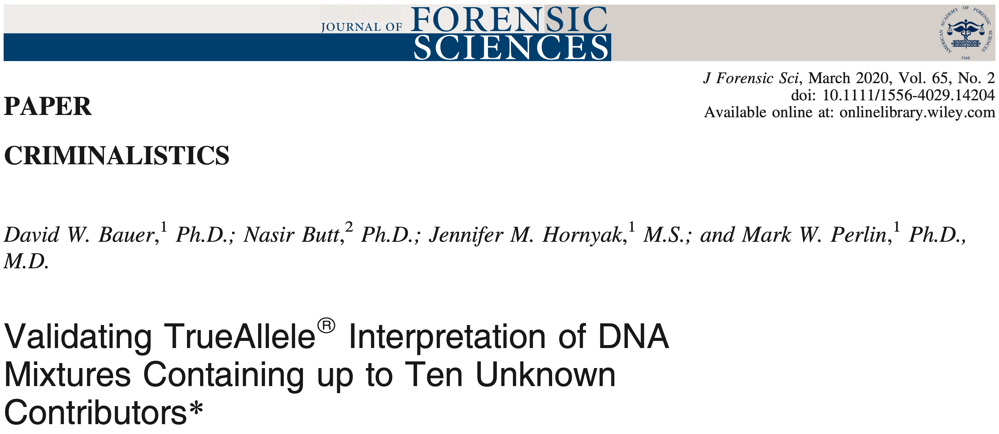 JOURNAL OF FORENSIC
SCIENCES
AMERICAN ACADEMY OF FORENSIC SCIENCES
1948
J Forensic Sci, March 2020, Vol. 65, No. 2
doi: 10.1111/1556-4029.14204
Available online at: onlinelibrary.wiley.com
PAPER
CRIMINALISTICS
David W. Bauer,¹ Ph.D.; Nasir Butt,² Ph.D.; Jennifer M. Hornyak,¹ M.S.; and Mark W. Perlin,¹ Ph.D.,
M.D.
Validating TrueAllele® Interpretation of DNA
Mixtures Containing up to Ten Unknown
Contributors*